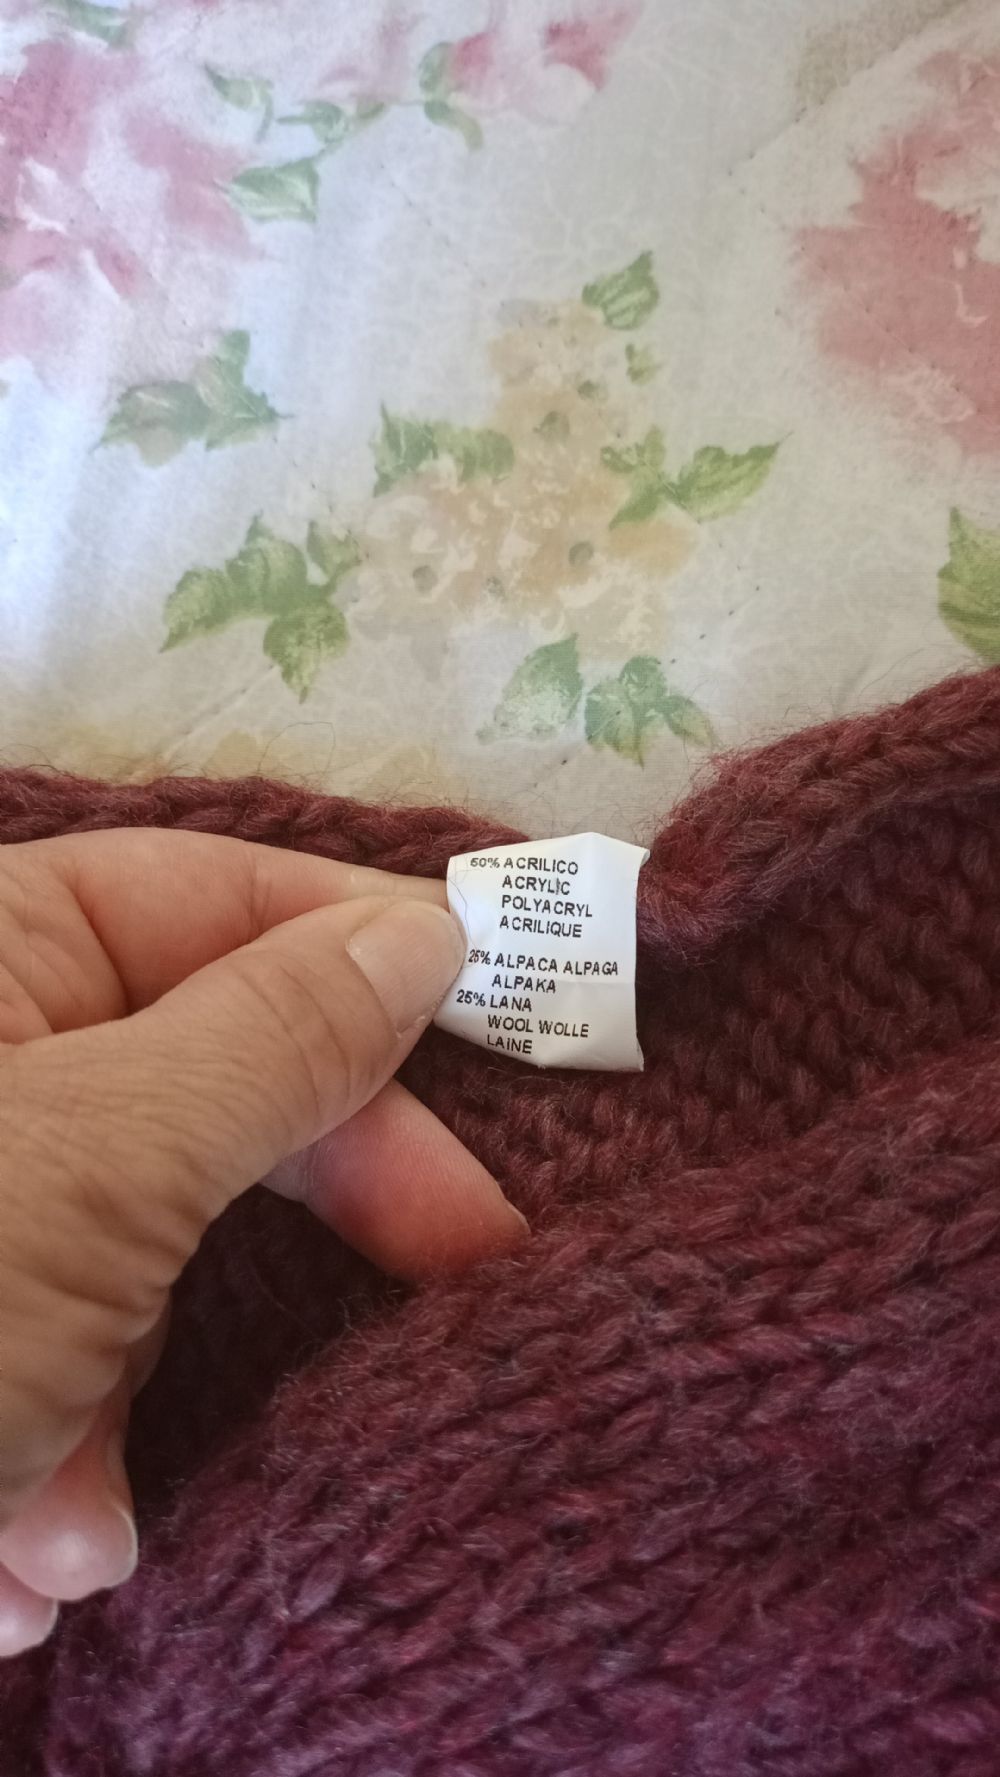 50% ACRILICO
ACRYLIC
POLYACRYL
ACRILIQUE
25% ALPACA ALPAGA
ALPAKA
25% LANA
WOOL WOLLE
LAINE